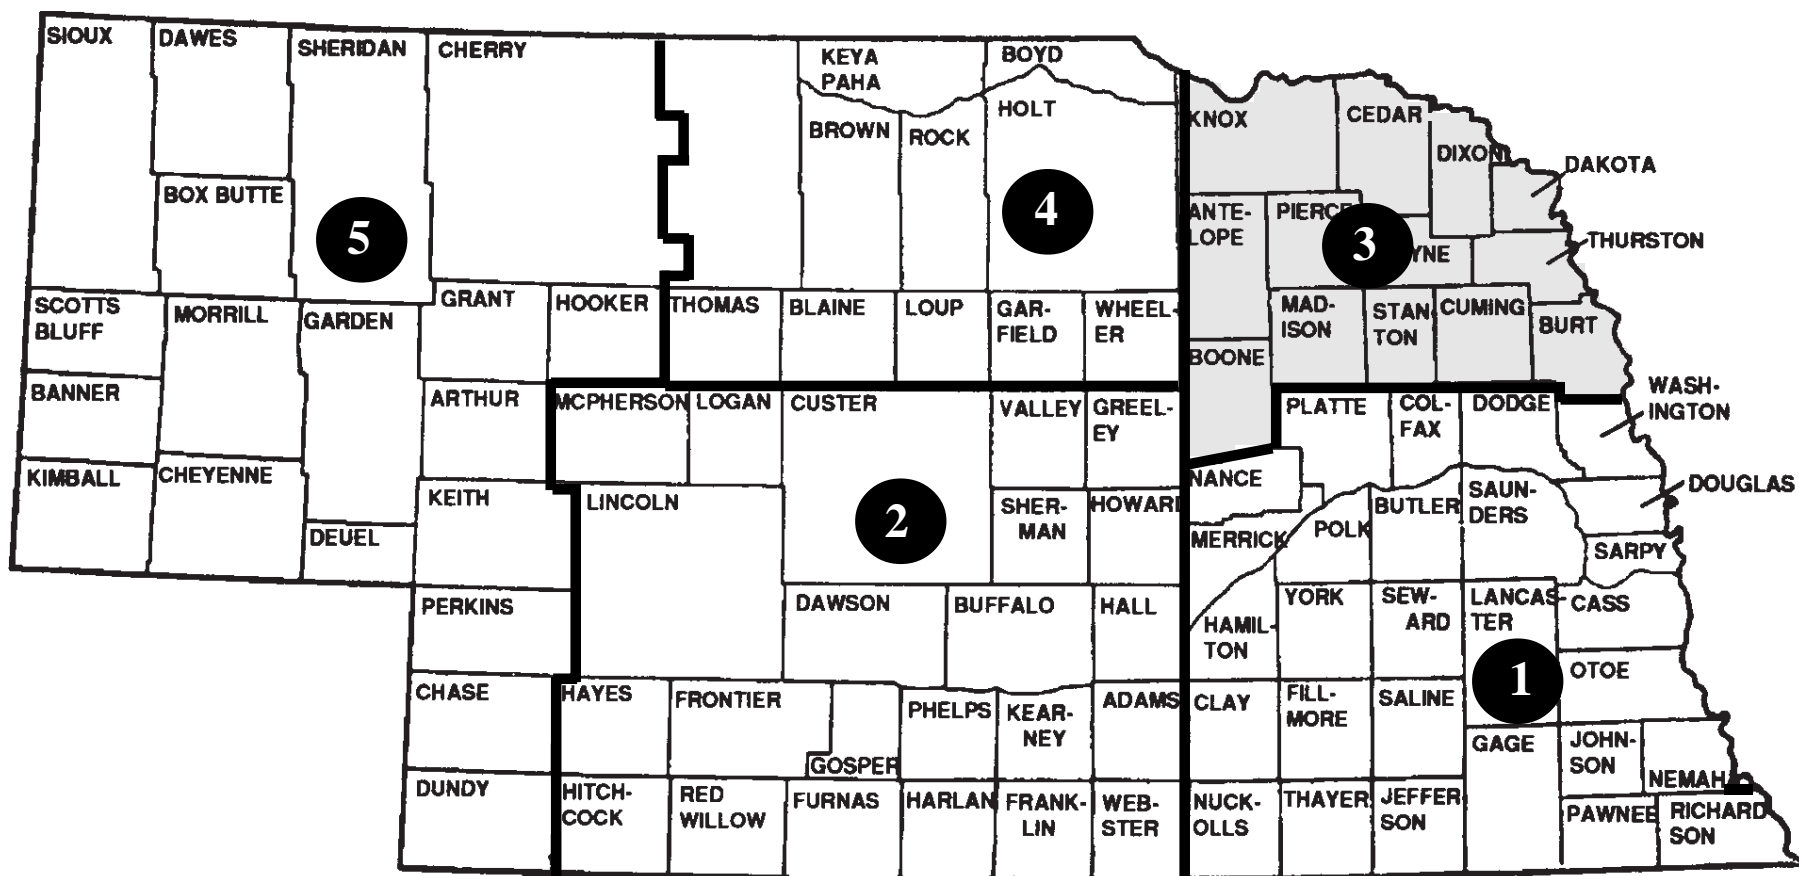 SIOUX
DAWES
SHERIDAN
CHERRY
KEYA
PAHA
BOYD
HOLT
BROWN
ROCK
KNOX
CEDAR
DIXON
DAKOTA
BOX BUTTE
5
4
ANTE-
LOPE
PIERCE
3
YNE
THURSTON
SCOTTS
BLUFF
MORRILL
GARDEN
GRANT
HOOKER
THOMAS
BLAINE
LOUP
GAR-
FIELD
WHEEL-
ER
MAD-
ISON
STAN
TON
CUMING
BURT
BOONE
BANNER
ARTHUR
MCPHERSON
LOGAN
CUSTER
VALLEY
GREEL-
EY
PLATTE
COL-
FAX
DODGE
WASH-
INGTON
KIMBALL
CHEYENNE
KEITH
LINCOLN
2
SHER-
MAN
HOWARD
NANCE
MERRICK
POLK
BUTLER
SAUN-
DERS
DOUGLAS
DEUEL
SARPY
PERKINS
DAWSON
BUFFALO
HALL
HAMIL-
TON
YORK
SEW-
ARD
LANCAS-
TER
CASS
1
OTOE
CHASE
HAYES
FRONTIER
GOSPER
PHELPS
KEAR-
NEY
ADAMS
CLAY
FILL-
MORE
SALINE
GAGE
JOHN-
SON
NEMAHA
DUNDY
HITCH-
COCK
RED
WILLOW
FURNAS
HARLAN
FRANK-
LIN
WEB-
STER
NUCK-
OLLS
THAYER
JEFFER
SON
PAWNEE
RICHARD
SON